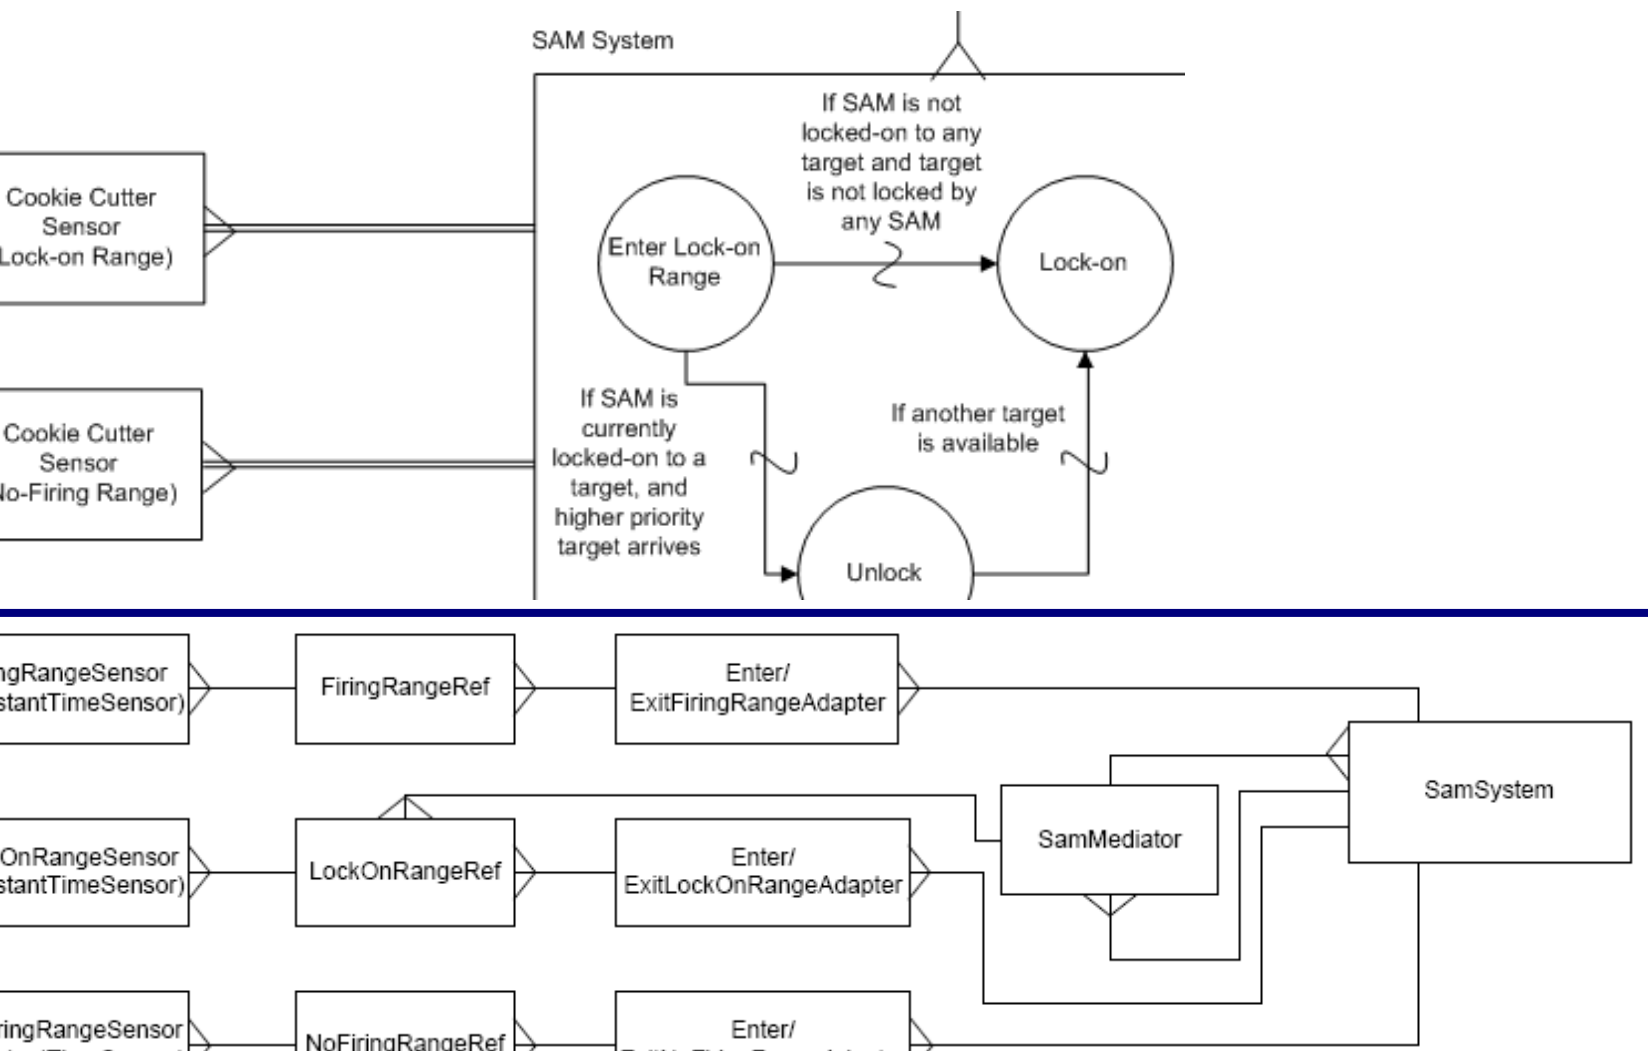 SAM System
If SAM is not
locked-on to any
target and target
is not locked by
any SAM
Cookie Cutter
Sensor
Lock-on Range)
Enter Lock-on
Range
Lock-on
Cookie Cutter
Sensor
No-Firing Range)
If SAM is
currently
locked-on to a
target, and
higher priority
target arrives
If another target
is available
Unlock
ngRangeSensor
stantTimeSensor)
FiringRangeRef
Enter/
ExitFiringRangeAdapter
SamSystem
OnRangeSensor
stantTimeSensor)
LockOnRangeRef
Enter/
ExitLockOnRangeAdapter
SamMediator
ringRangeSensor
NoFiringRangeRef
Enter/